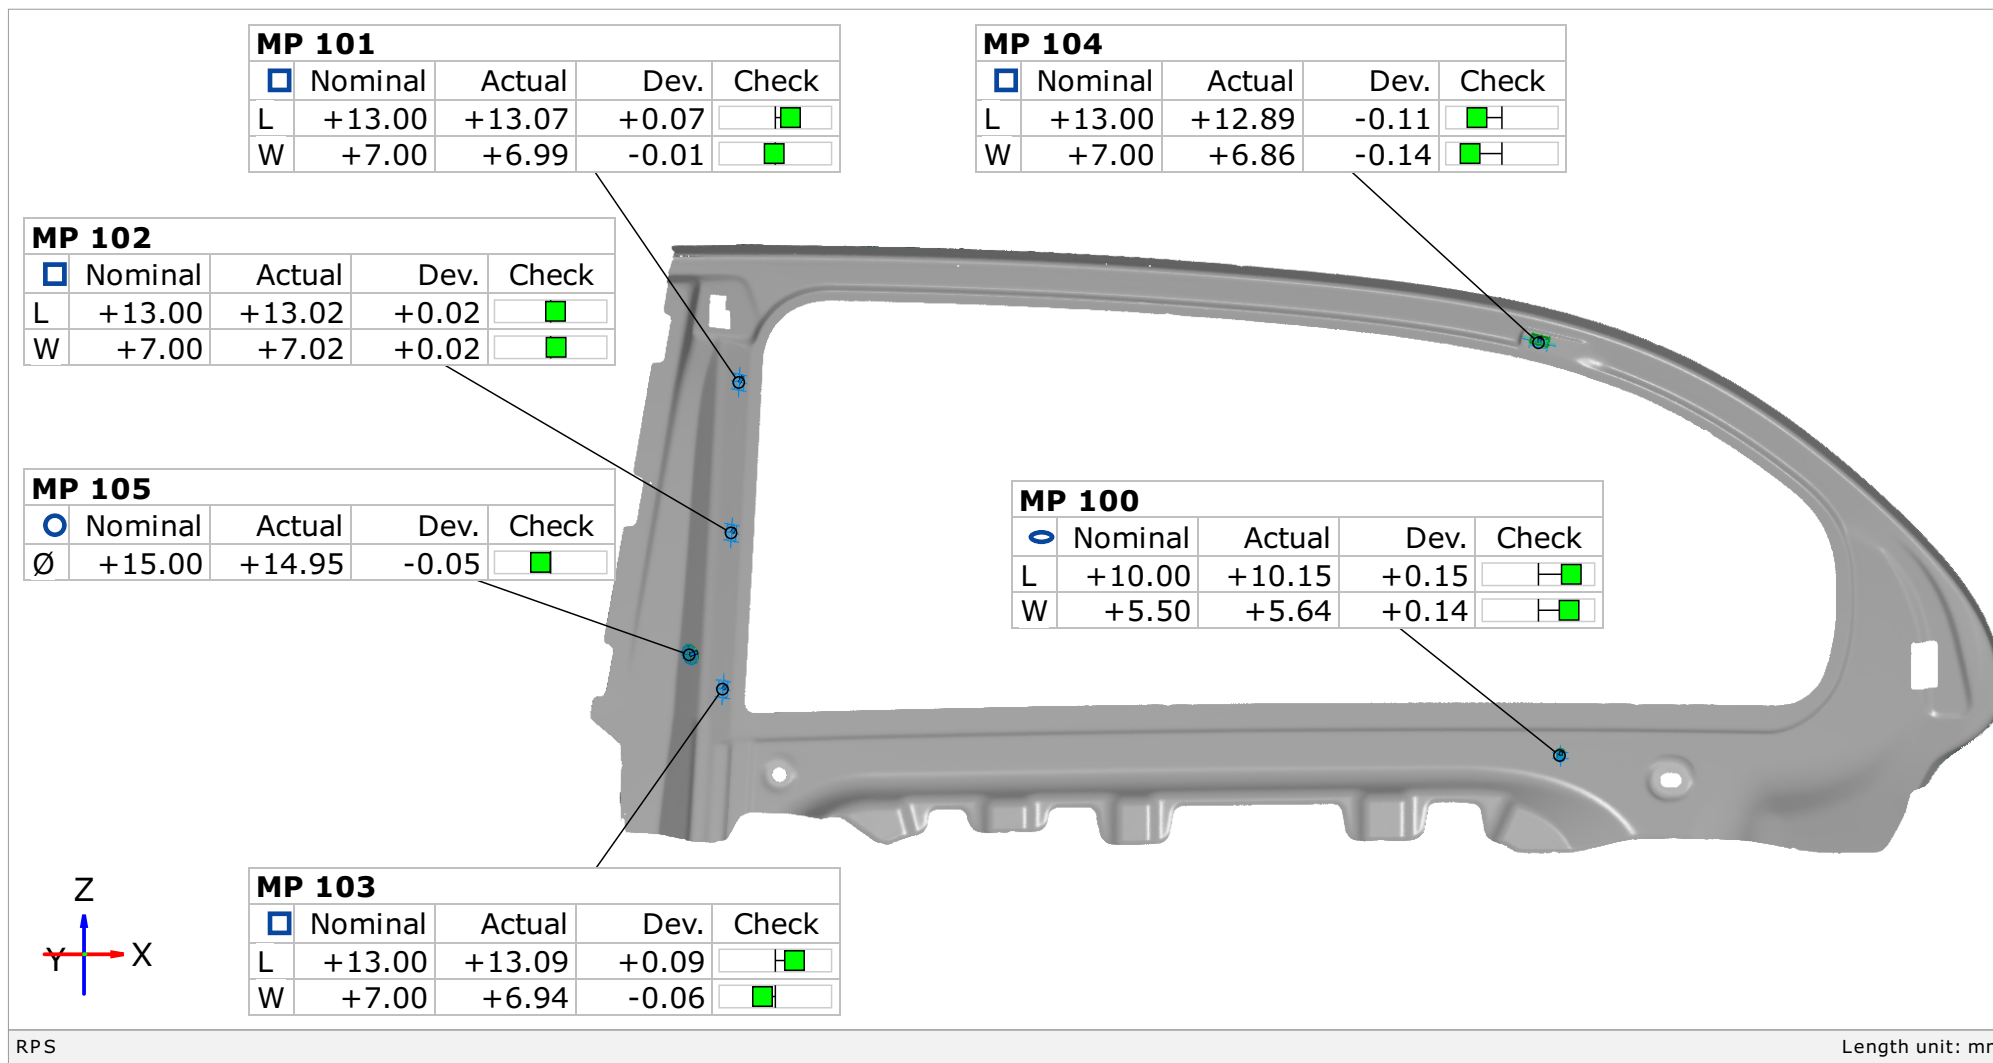 MP 101
Nominal Actual Dev. Check
L +13.00 +13.07 +0.07
W +7.00 +6.99 -0.01
MP 104
Nominal Actual Dev. Check
L +13.00 +12.89 -0.11
W +7.00 +6.86 -0.14
MP 102
Nominal Actual Dev. Check
L +13.00 +13.02 +0.02
W +7.00 +7.02 +0.02
MP 105
Nominal Actual Dev. Check
Ø +15.00 +14.95 -0.05
MP 100
Nominal Actual Dev. Check
L +10.00 +10.15 +0.15
W +5.50 +5.64 +0.14
MP 103
Nominal Actual Dev. Check
L +13.00 +13.09 +0.09
W +7.00 +6.94 -0.06
Z
Y X
RPS
Length unit: